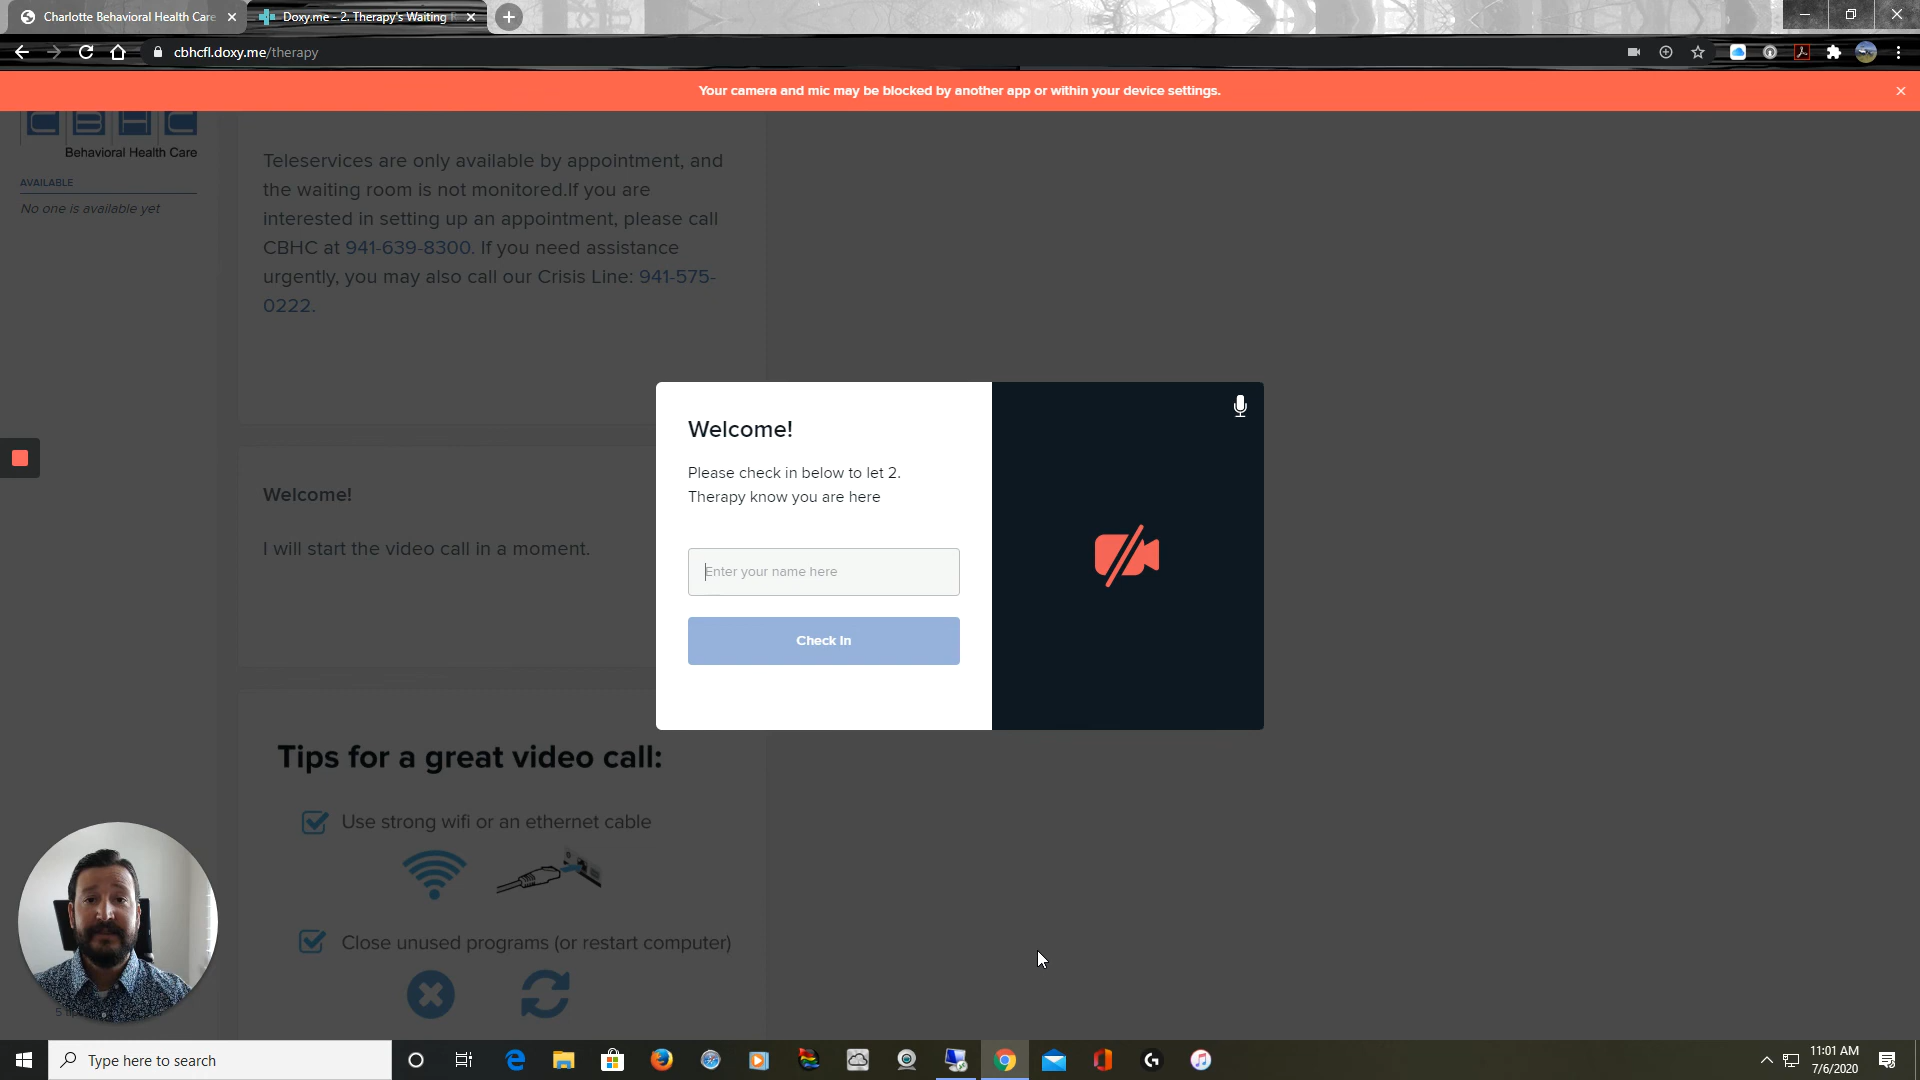 Charlotte Behavioral Health Care
Doxy.me - 2. Therapy's Waiting R
cbhcfl.doxy.me/therapy
Your camera and mic may be blocked by another app or within your device settings.
CBHC
Behavioral Health Care
AVAILABLE
No one is available yet
Teleservices are only available by appointment, and
the waiting room is not monitored.If you are
interested in setting up an appointment, please call
CBHC at 941-639-8300. If you need assistance
urgently, you may also call our Crisis Line: 941-575-
0222.
Welcome!
I will start the video call in a moment.
Welcome!
Please check in below to let 2.
Therapy know you are here
Enter your name here
Check In
Tips for a great video call:
Use strong wifi or an ethernet cable
Close unused programs (or restart computer)
Type here to search
11:01 AM
7/6/2020